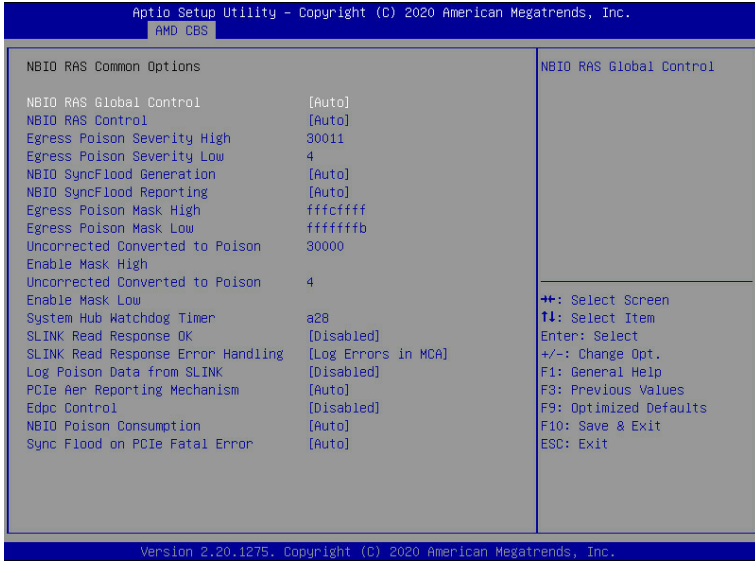 Aptio Setup Utility – Copyright (C) 2020 American Megatrends, Inc.
AMD CBS
NBIO RAS Common Options
NBIO RAS Global Control [Auto]
NBIO RAS Control [Auto]
Egress Poison Severity High 30011
Egress Poison Severity Low 4
NBIO SyncFlood Generation [Auto]
NBIO SyncFlood Reporting [Auto]
Egress Poison Mask High fffcffff
Egress Poison Mask Low fffffffb
Uncorrected Converted to Poison 30000
Enable Mask High
Uncorrected Converted to Poison 4
Enable Mask Low
System Hub Watchdog Timer a28
SLINK Read Response OK [Disabled]
SLINK Read Response Error Handling [Log Errors in MCA]
Log Poison Data from SLINK [Disabled]
PCIe Aer Reporting Mechanism [Auto]
Edpc Control [Disabled]
NBIO Poison Consumption [Auto]
Sync Flood on PCIe Fatal Error [Auto]
NBIO RAS Global Control
→←: Select Screen
↑↓: Select Item
Enter: Select
+/-: Change Opt.
F1: General Help
F3: Previous Values
F9: Optimized Defaults
F10: Save & Exit
ESC: Exit
Version 2.20.1275. Copyright (C) 2020 American Megatrends, Inc.